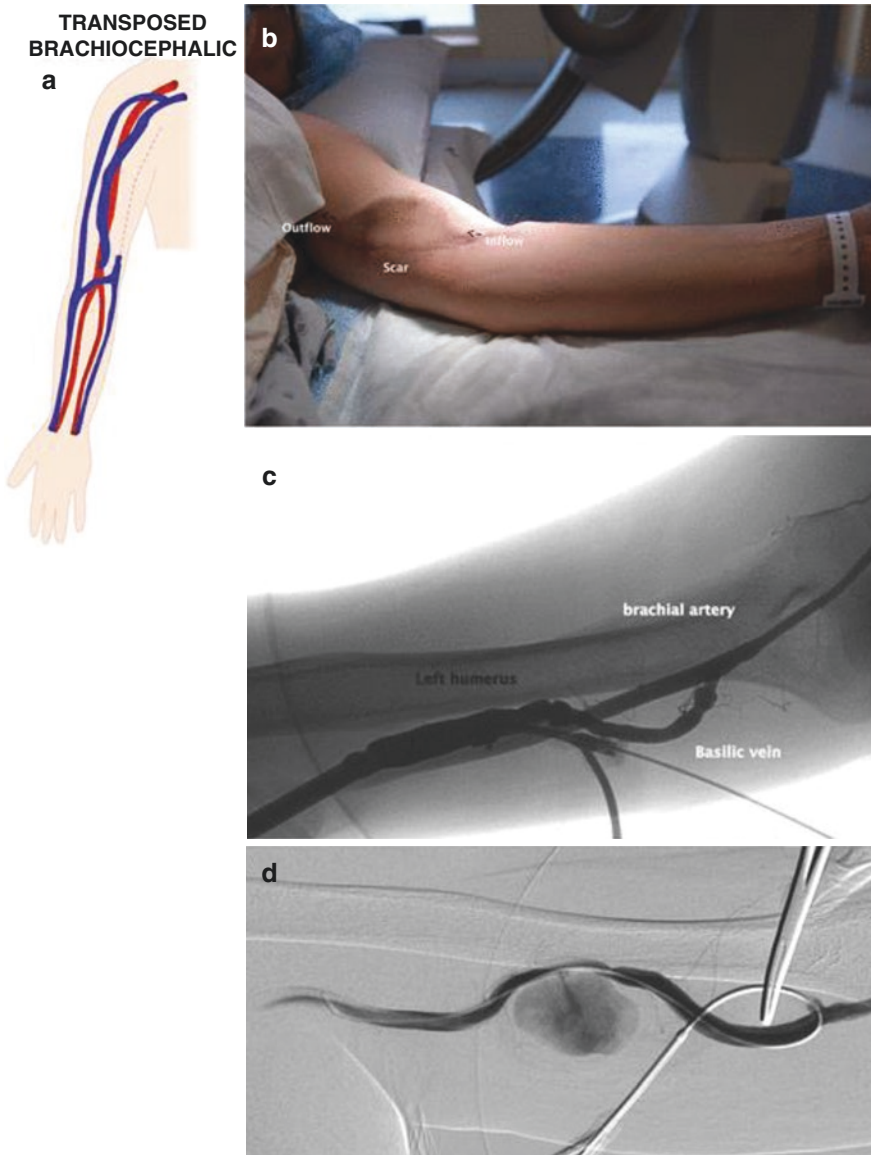 TRANSPOSED
BRACHIOCEPHALIC
a
b
Outflow
Inflow
Scar
c
brachial artery
Left humerus
Basilic vein
d